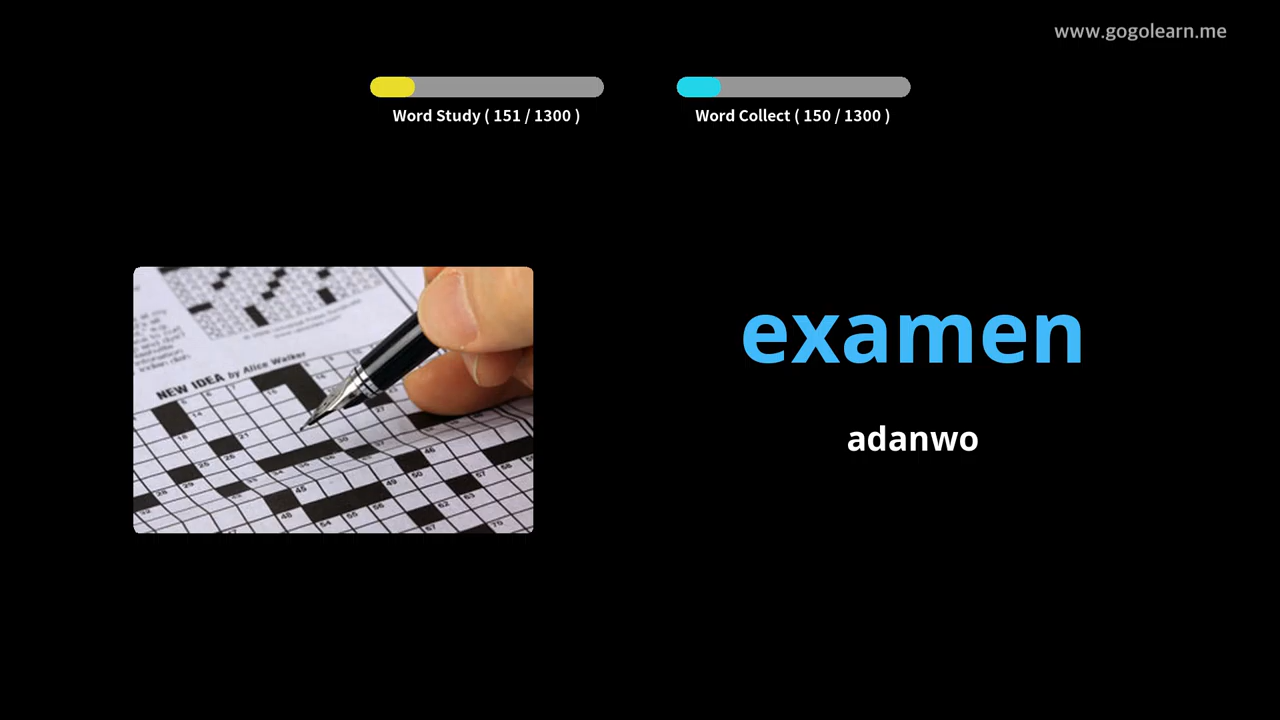 www.gogolearn.me
Word Study ( 151 / 1300 )
Word Collect ( 150 / 1300 )
NEW IDEA by Alice Walker
examen
adanwo